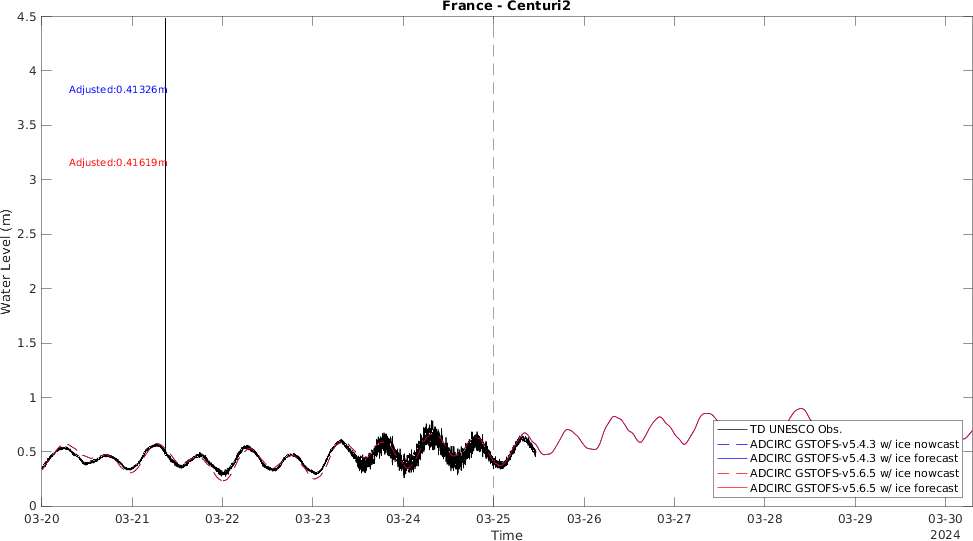 France - Centuri2
4.5
4
3.5
3
2.5
2
1.5
1
0.5
0
Water Level (m)
Adjusted:0.41326m
Adjusted:0.41619m
TD UNESCO Obs.
ADCIRC GSTOFS-v5.4.3 w/ ice nowcast
ADCIRC GSTOFS-v5.4.3 w/ ice forecast
ADCIRC GSTOFS-v5.6.5 w/ ice nowcast
ADCIRC GSTOFS-v5.6.5 w/ ice forecast
03-20 03-21 03-22 03-23 03-24 03-25 03-26 03-27 03-28 03-29 03-30
2024
Time